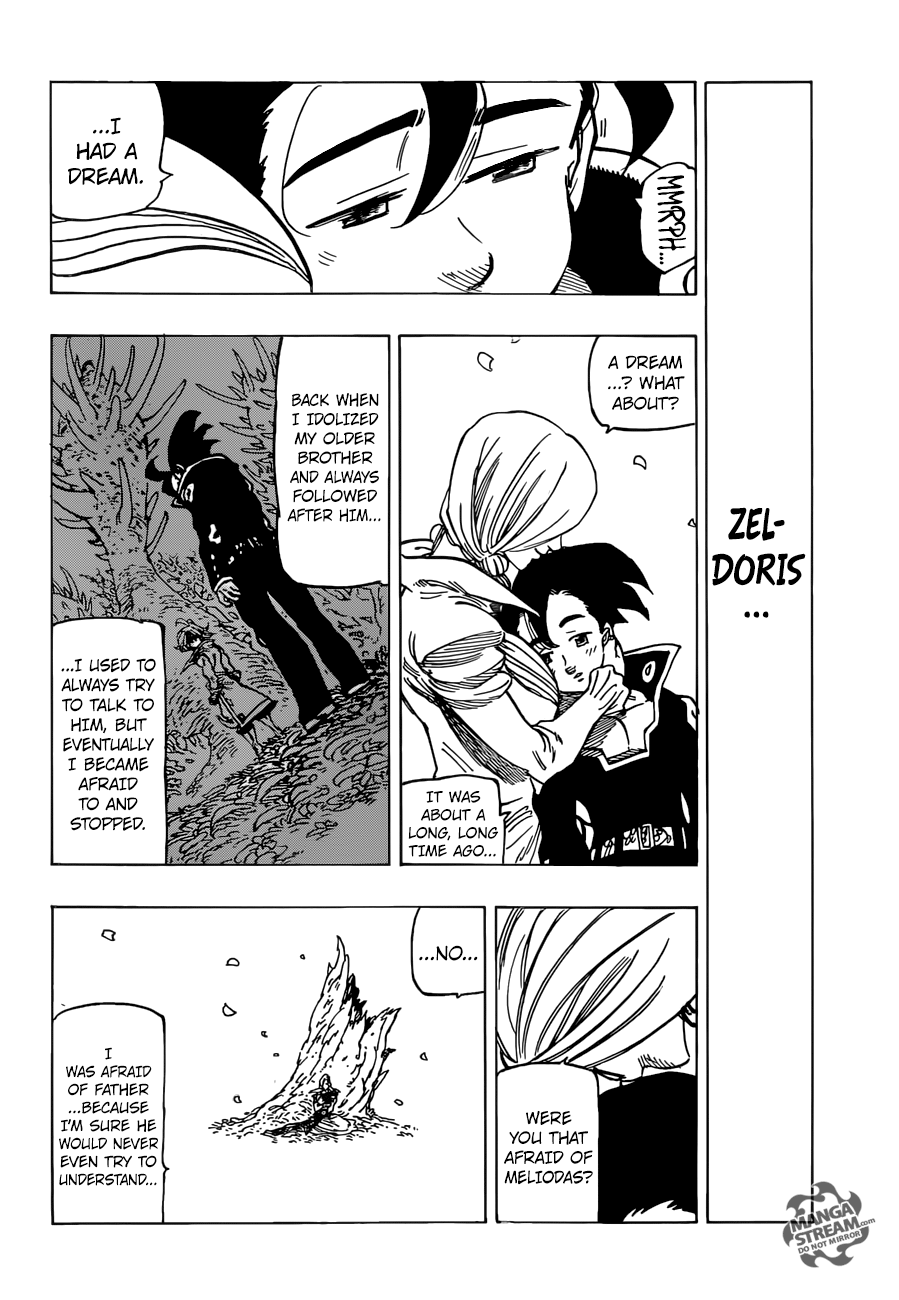 ZEL-
DORIS
...
MMRPH...
...I
HAD A
DREAM.
A DREAM
...? WHAT
ABOUT?
IT WAS
ABOUT A
LONG, LONG
TIME AGO...
BACK WHEN
I IDOLIZED
MY OLDER
BROTHER
AND ALWAYS
FOLLOWED
AFTER HIM...
...I USED TO
ALWAYS TRY
TO TALK TO
HIM, BUT
EVENTUALLY
I BECAME
AFRAID
TO AND
STOPPED.
WERE
YOU THAT
AFRAID OF
MELIODAS?
...NO...
I
WAS AFRAID
OF FATHER
...BECAUSE
I'M SURE HE
WOULD NEVER
EVEN TRY TO
UNDERSTAND...
MANGA
STREAM.com
DO NOT MIRROR